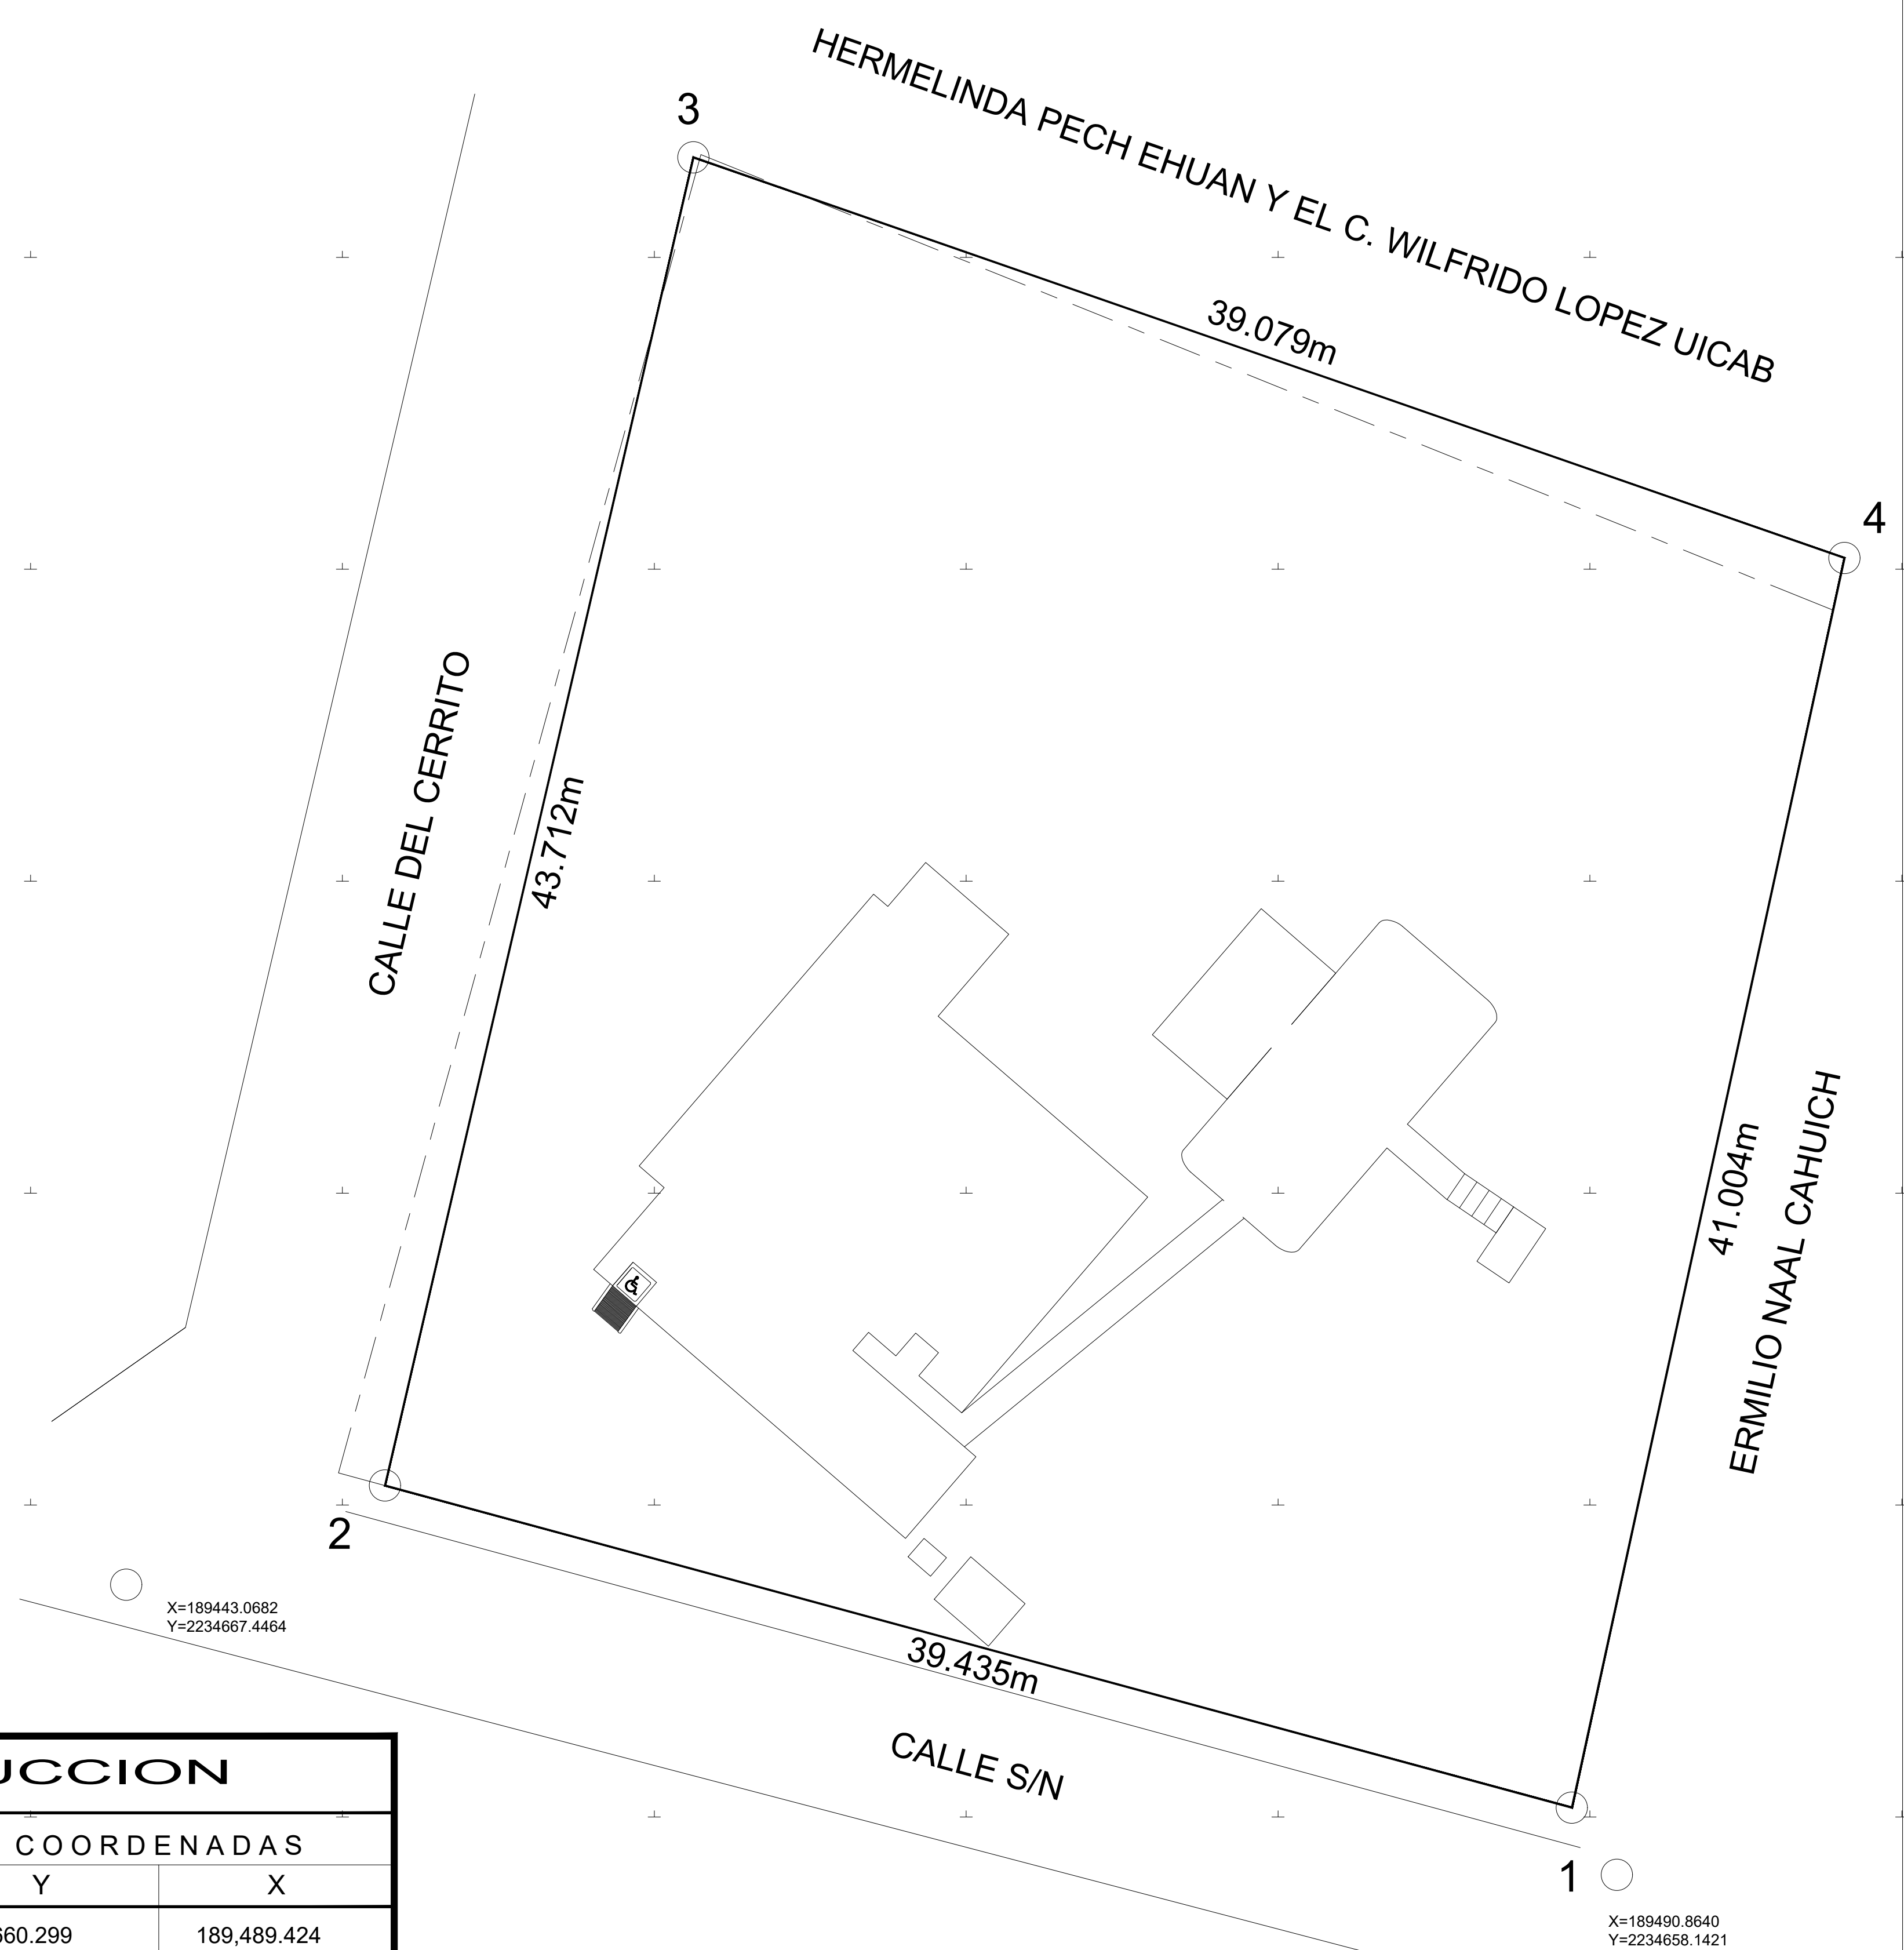 HERMELINDA PECH EHUAN Y EL C. WILFRIDO LOPEZ UICAB
3
39.079m
4
CALLE DEL CERRITO
43.712m
41.004m
ERMILIO NAAL CAHUICH
2
X=189443.0682
Y=2234667.4464
39.435m
CALLE S/N
1
X=189490.8640
Y=2234658.1421
UCCION
COORDENADAS
Y X
660.299 189,489.424